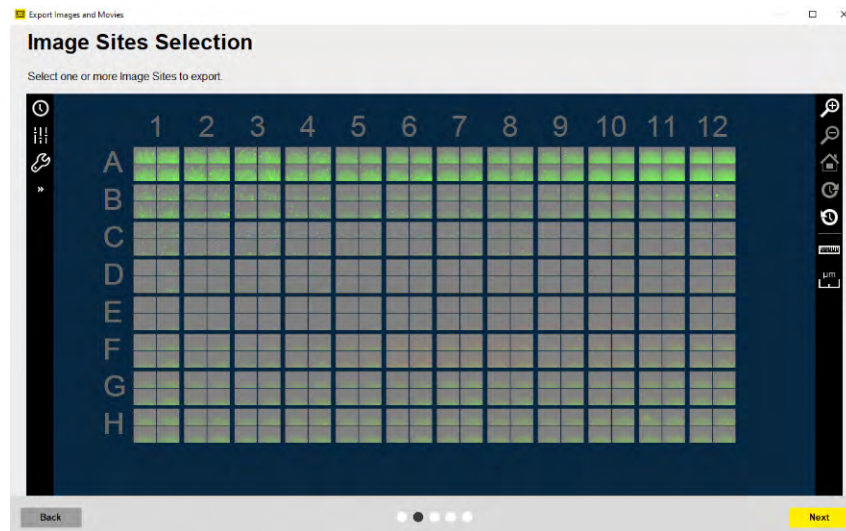 Export Images and Movies
Image Sites Selection
Select one or more Image Sites to export.
1 2 3 4 5 6 7 8 9 10 11 12
A
B
C
D
E
F
G
H
µm
Back
Next